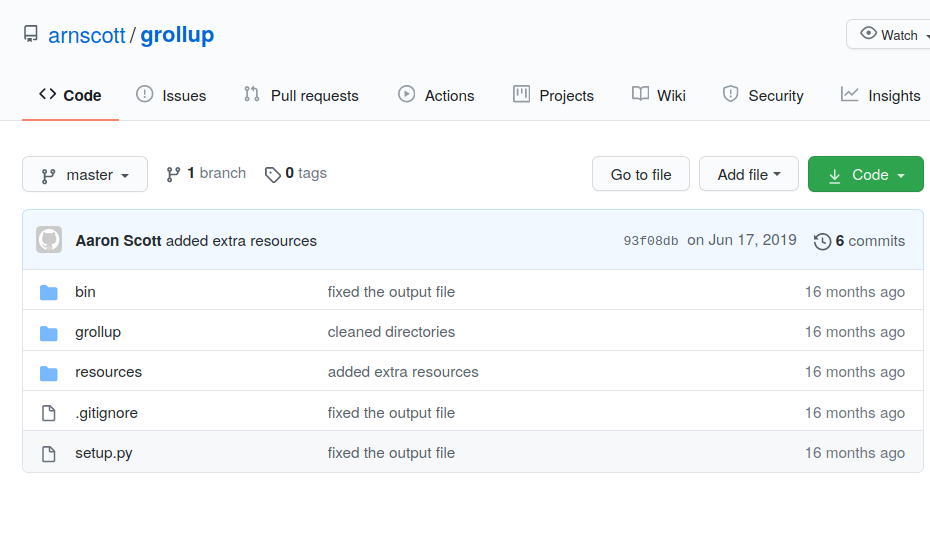 arnscott / grollup
Watch
Code Issues Pull requests Actions Projects Wiki Security Insights
master 1 branch 0 tags Go to file Add file Code
Aaron Scott added extra resources 93f08db on Jun 17, 2019 6 commits
bin fixed the output file 16 months ago
grollup cleaned directories 16 months ago
resources added extra resources 16 months ago
.gitignore fixed the output file 16 months ago
setup.py fixed the output file 16 months ago